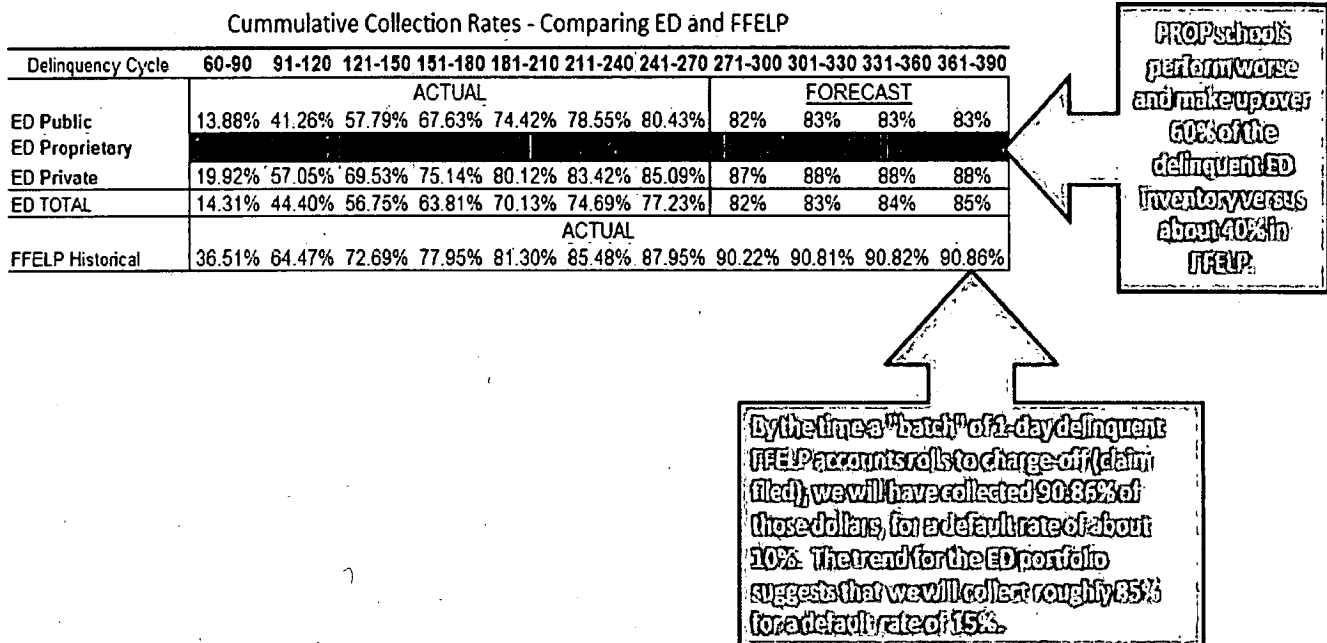 Cummulative Collection Rates - Comparing ED and FFELP
Delinquency Cycle 60-90 91-120 121-150 151-180 181-210 211-240 241-270 271-300 301-330 331-360 361-390
ACTUAL FORECAST
ED Public 13.88% 41.26% 57.79% 67.63% 74.42% 78.55% 80.43% 82% 83% 83% 83%
ED Proprietary
ED Private 19.92% 57.05% 69.53% 75.14% 80.12% 83.42% 85.09% 87% 88% 88% 88%
ED TOTAL 14.31% 44.40% 56.75% 63.81% 70.13% 74.69% 77.23% 82% 83% 84% 85%
ACTUAL
FFELP Historical 36.51% 64.47% 72.69% 77.95% 81.30% 85.48% 87.95% 90.22% 90.81% 90.82% 90.86%
PROP schools
perform worse
and make up over
60% of the
delinquent ED
Inventory versus
about 40% in
FFELP.
By the time a "batch" of 1-day delinquent
FFELP accounts rolls to charge-off (claim
filed), we will have collected 90.86% of
those dollars, for a default rate of about
10%. The trend for the ED portfolio
suggests that we will collect roughly 85%
for a default rate of 15%.